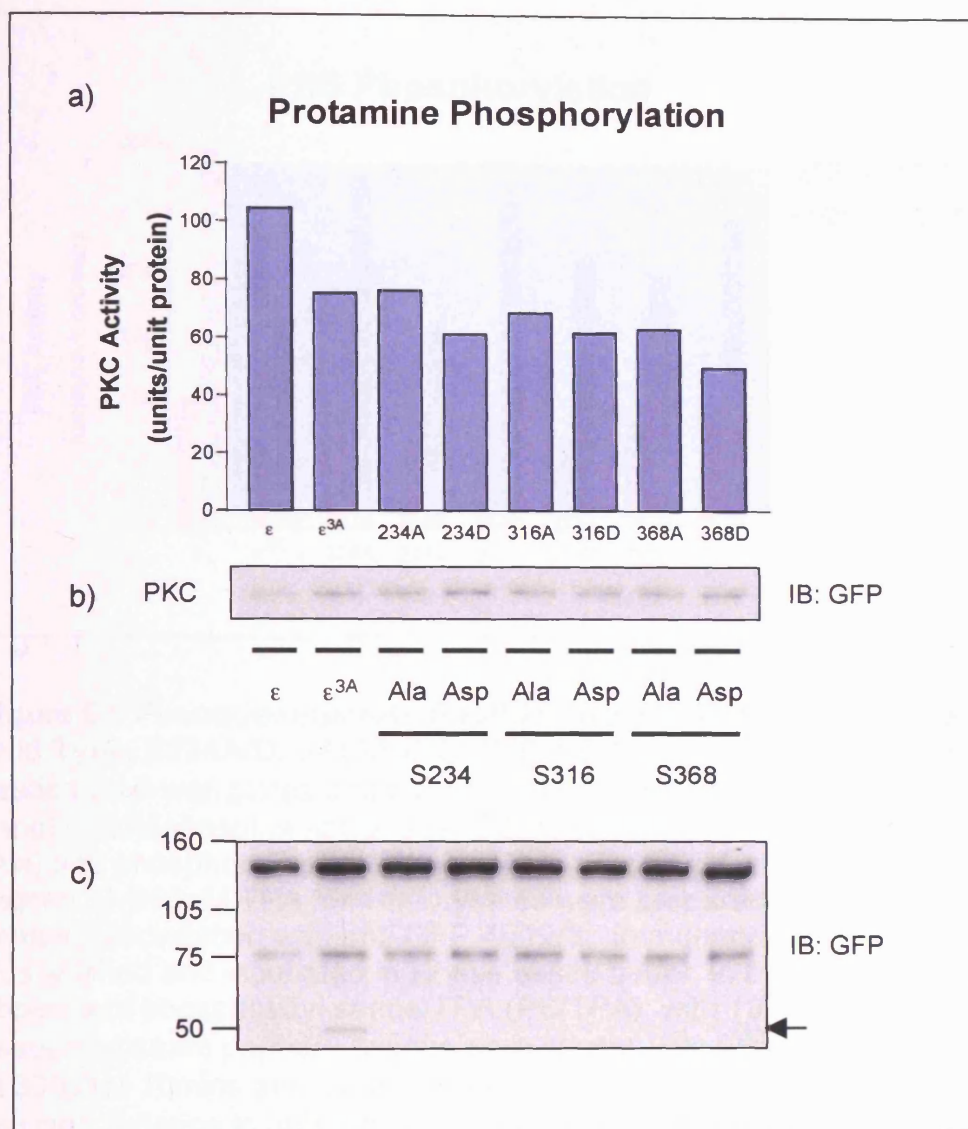 a)
Protamine Phosphorylation
PKC Activity
(units/unit protein)
120
100
80
60
40
20
0
ε ε3A 234A 234D 316A 316D 368A 368D
b) PKC IB: GFP
ε ε3A Ala Asp Ala Asp Ala Asp
S234 S316 S368
c)
160
105
75
50
IB: GFP